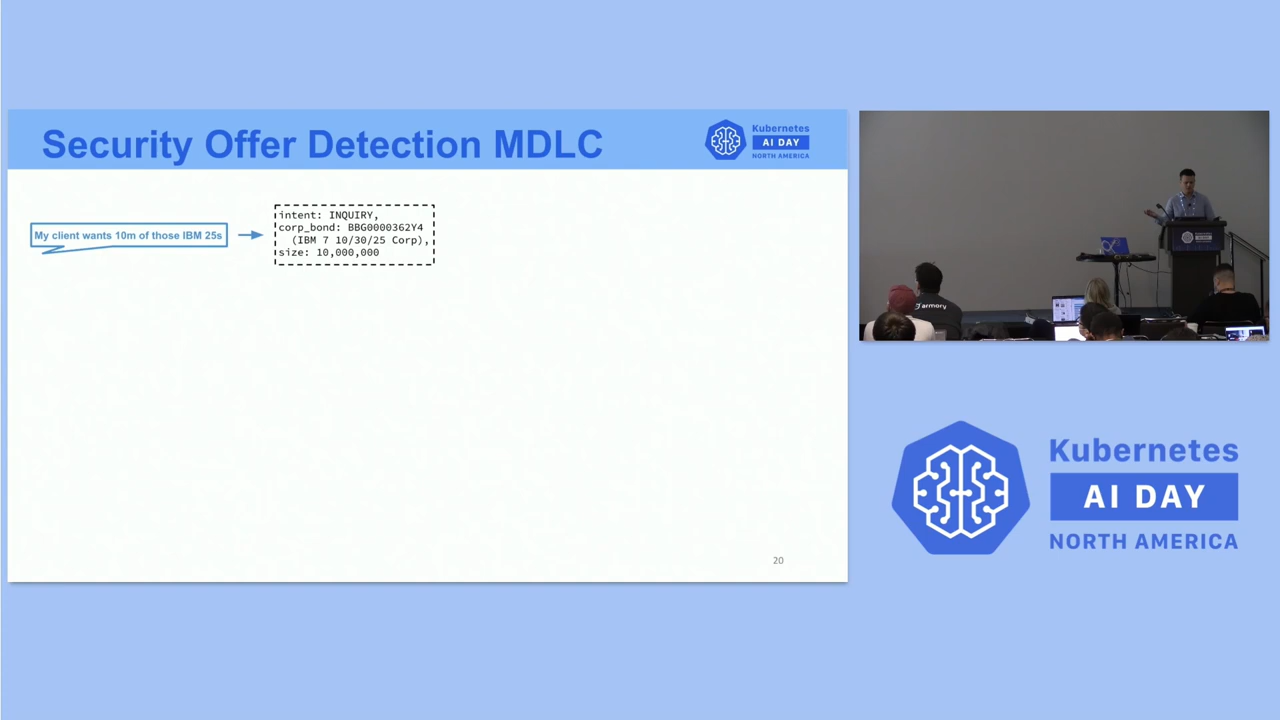 Security Offer Detection MDLC
Kubernetes
AI DAY
NORTH AMERICA
My client wants 10m of those IBM 25s
intent: INQUIRY,
corp_bond: BBG0000362Y4
(IBM 7 10/30/25 Corp),
size: 10,000,000
20
armory
Kubernetes
AI DAY
NORTH AMERICA